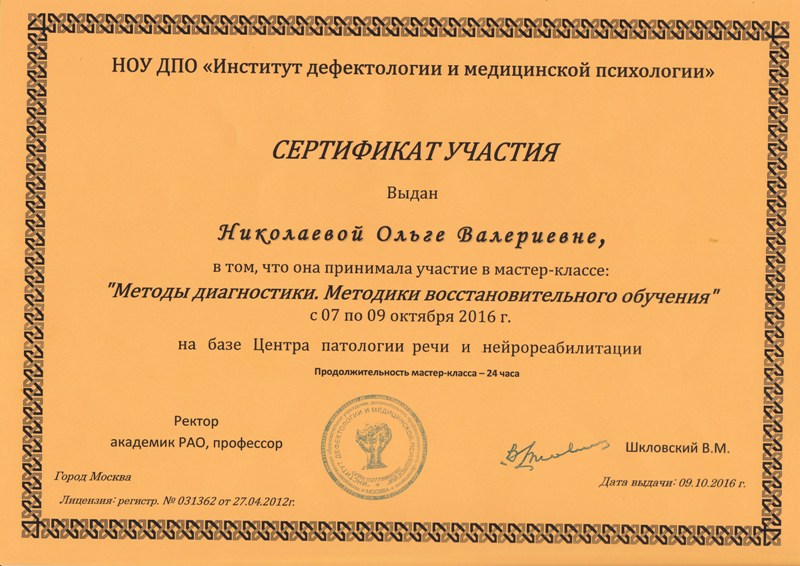 НОУ ДПО «Институт дефектологии и медицинской психологии»
СЕРТИФИКАТ УЧАСТИЯ
Выдан
Николаевой Ольге Валериевне,
в том, что она принимала участие в мастер-классе:
"Методы диагностики. Методики восстановительного обучения"
с 07 по 09 октября 2016 г.
на базе Центра патологии речи и нейрореабилитации
Продолжительность мастер-класса – 24 часа
Ректор
академик РАО, профессор
Шкловский В.М.
Город Москва
Дата выдачи: 09.10.2016 г.
Лицензия: регистр. № 031362 от 27.04.2012г.